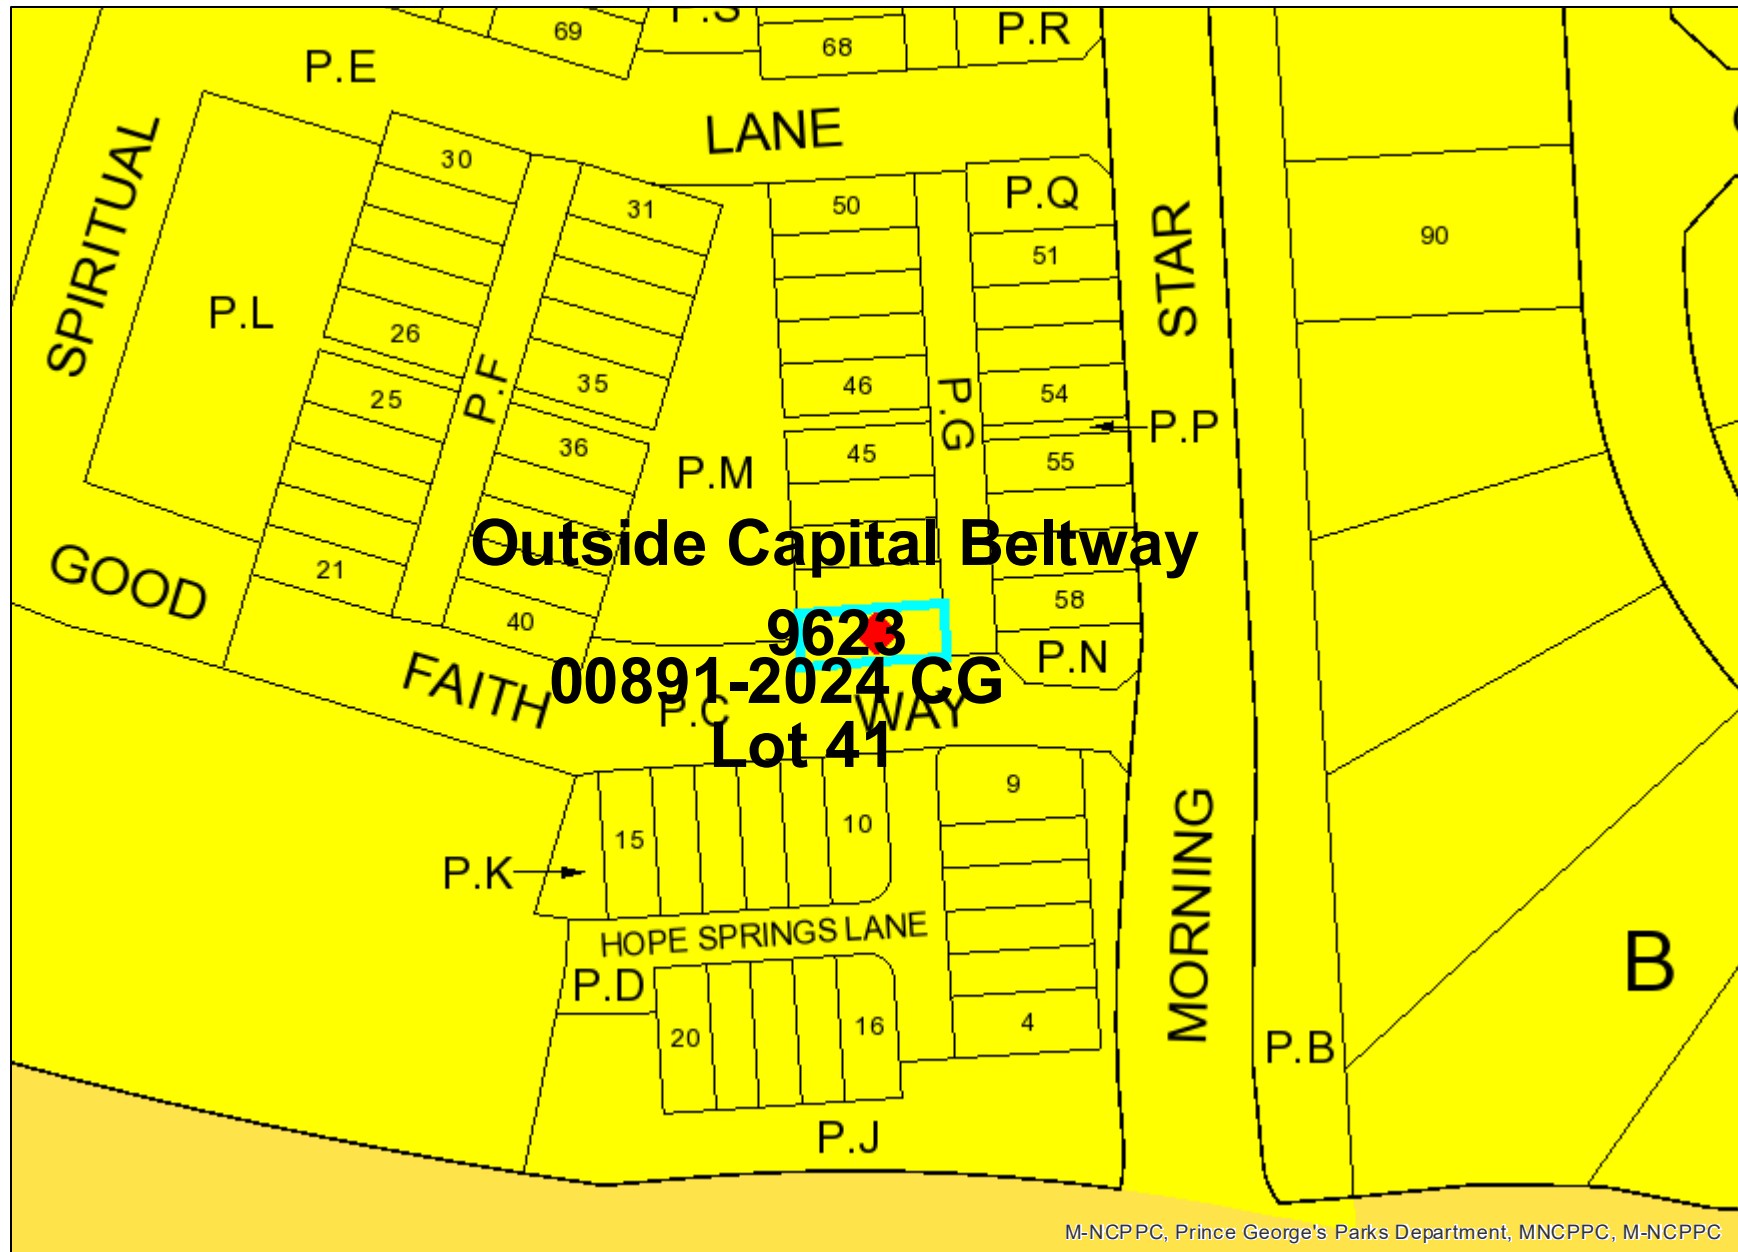 69
P.S
68
P.R
P.E
LANE
SPIRITUAL
30
31
50
P.Q
STAR
51
90
P.L
26
25
P.F
35
46
P.G
54
P.P
36
45
55
P.M
Outside Capital Beltway
GOOD
21
40
58
9623
P.N
FAITH
00891-2024 CG
P.C
WAY
Lot 41
9
15
10
P.K
MORNING
HOPE SPRINGS LANE
B
P.D
20
16
4
P.B
P.J
M-NCPPC, Prince George's Parks Department, MNCPPC, M-NCPPC